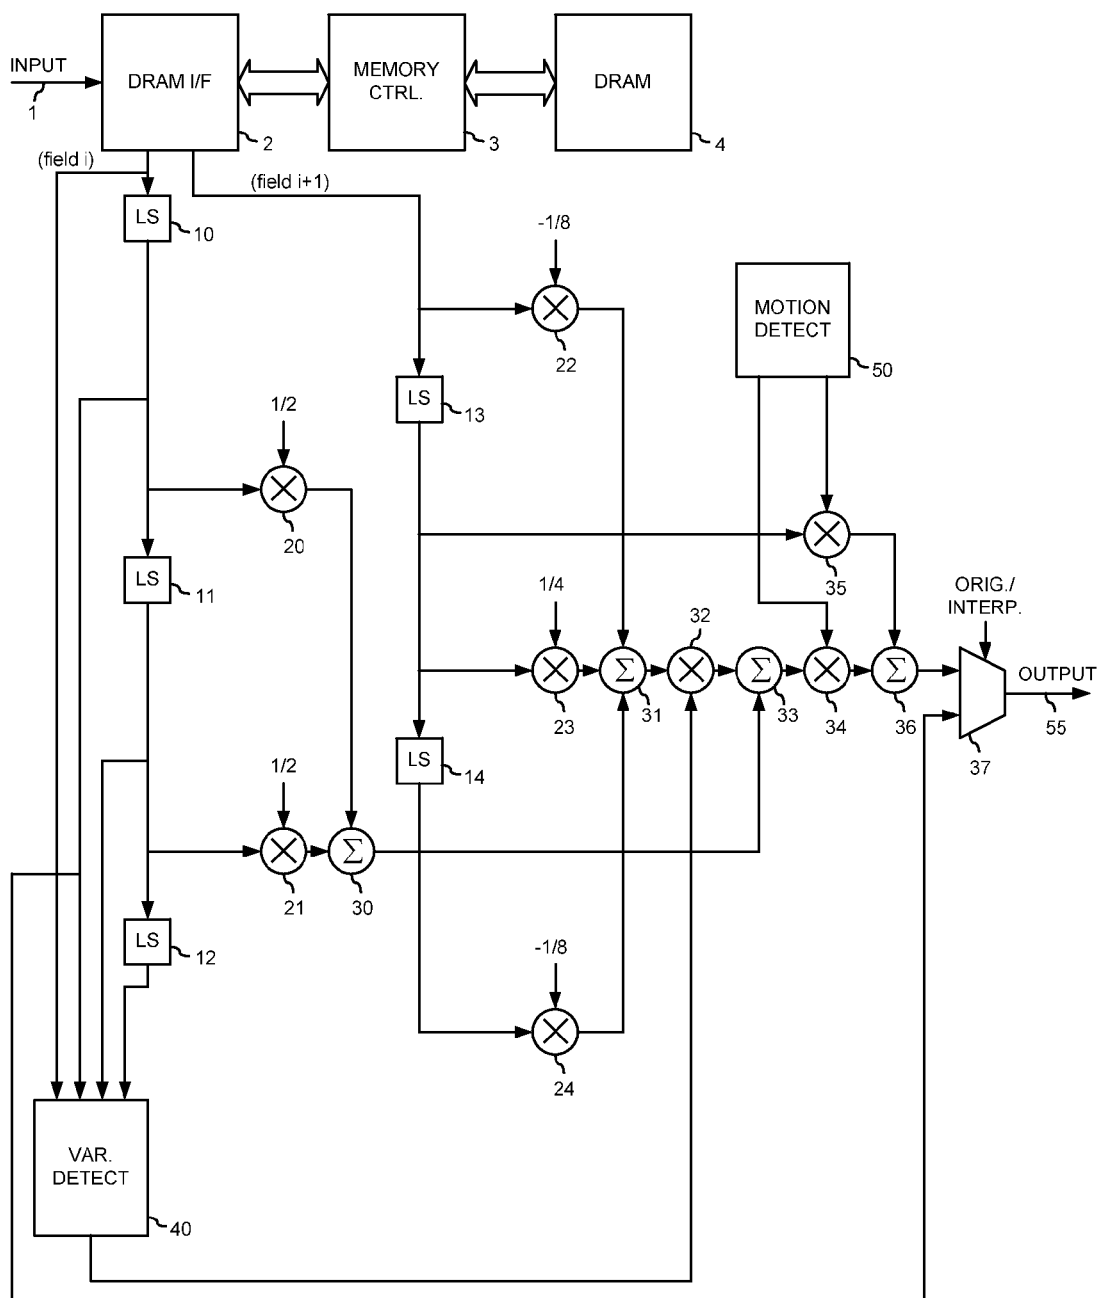 INPUT
1
DRAM I/F
2
MEMORY
CTRL.
3
DRAM
4
(field i)
(field i+1)
LS
10
-1/8
22
MOTION
DETECT
50
LS
13
1/2
20
35
LS
11
1/4
23
Σ
31
32
Σ
33
34
Σ
36
ORIG./
INTERP.
37
OUTPUT
55
LS
14
1/2
21
Σ
30
LS
12
-1/8
24
VAR.
DETECT
40